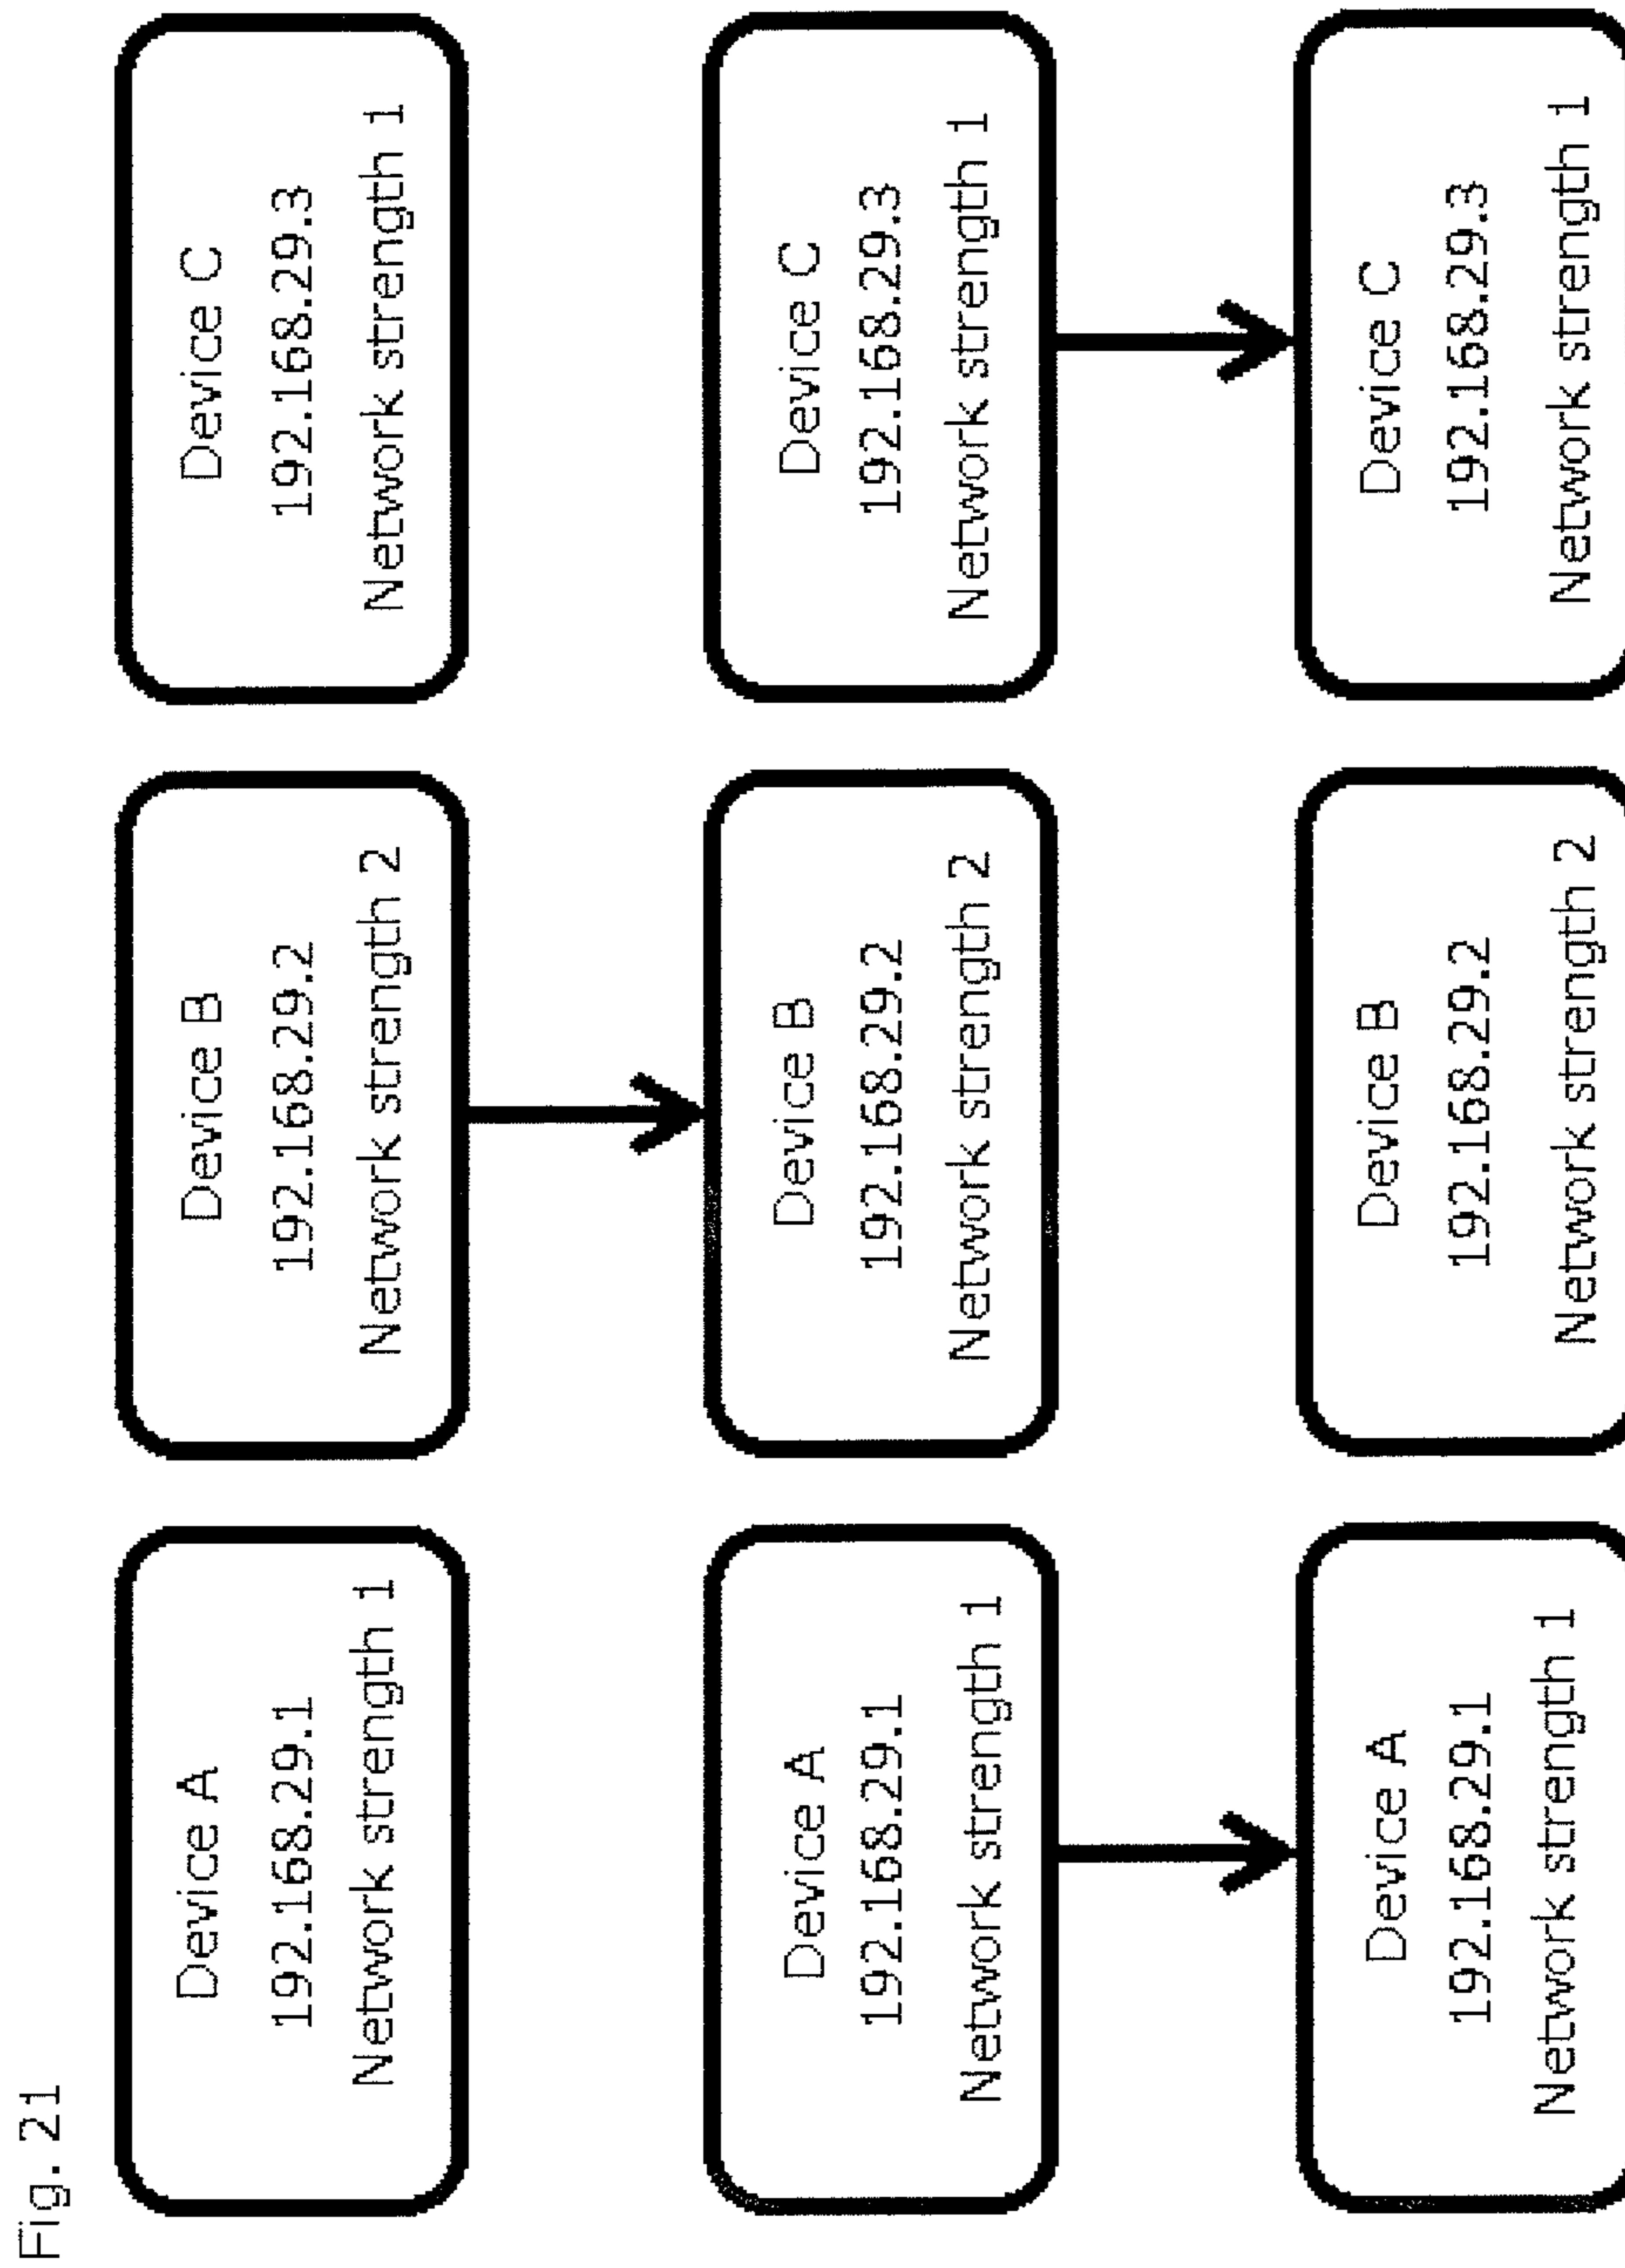 Fig. 21
Device A
192.168.29.1
Network strength 1
Device B
192.168.29.2
Network strength 2
Device C
192.168.29.3
Network strength 1
Device A
192.168.29.1
Network strength 1
Device B
192.168.29.2
Network strength 2
Device C
192.168.29.3
Network strength 1
Device A
192.168.29.1
Network strength 1
Device B
192.168.29.2
Network strength 2
Device C
192.168.29.3
Network strength 1